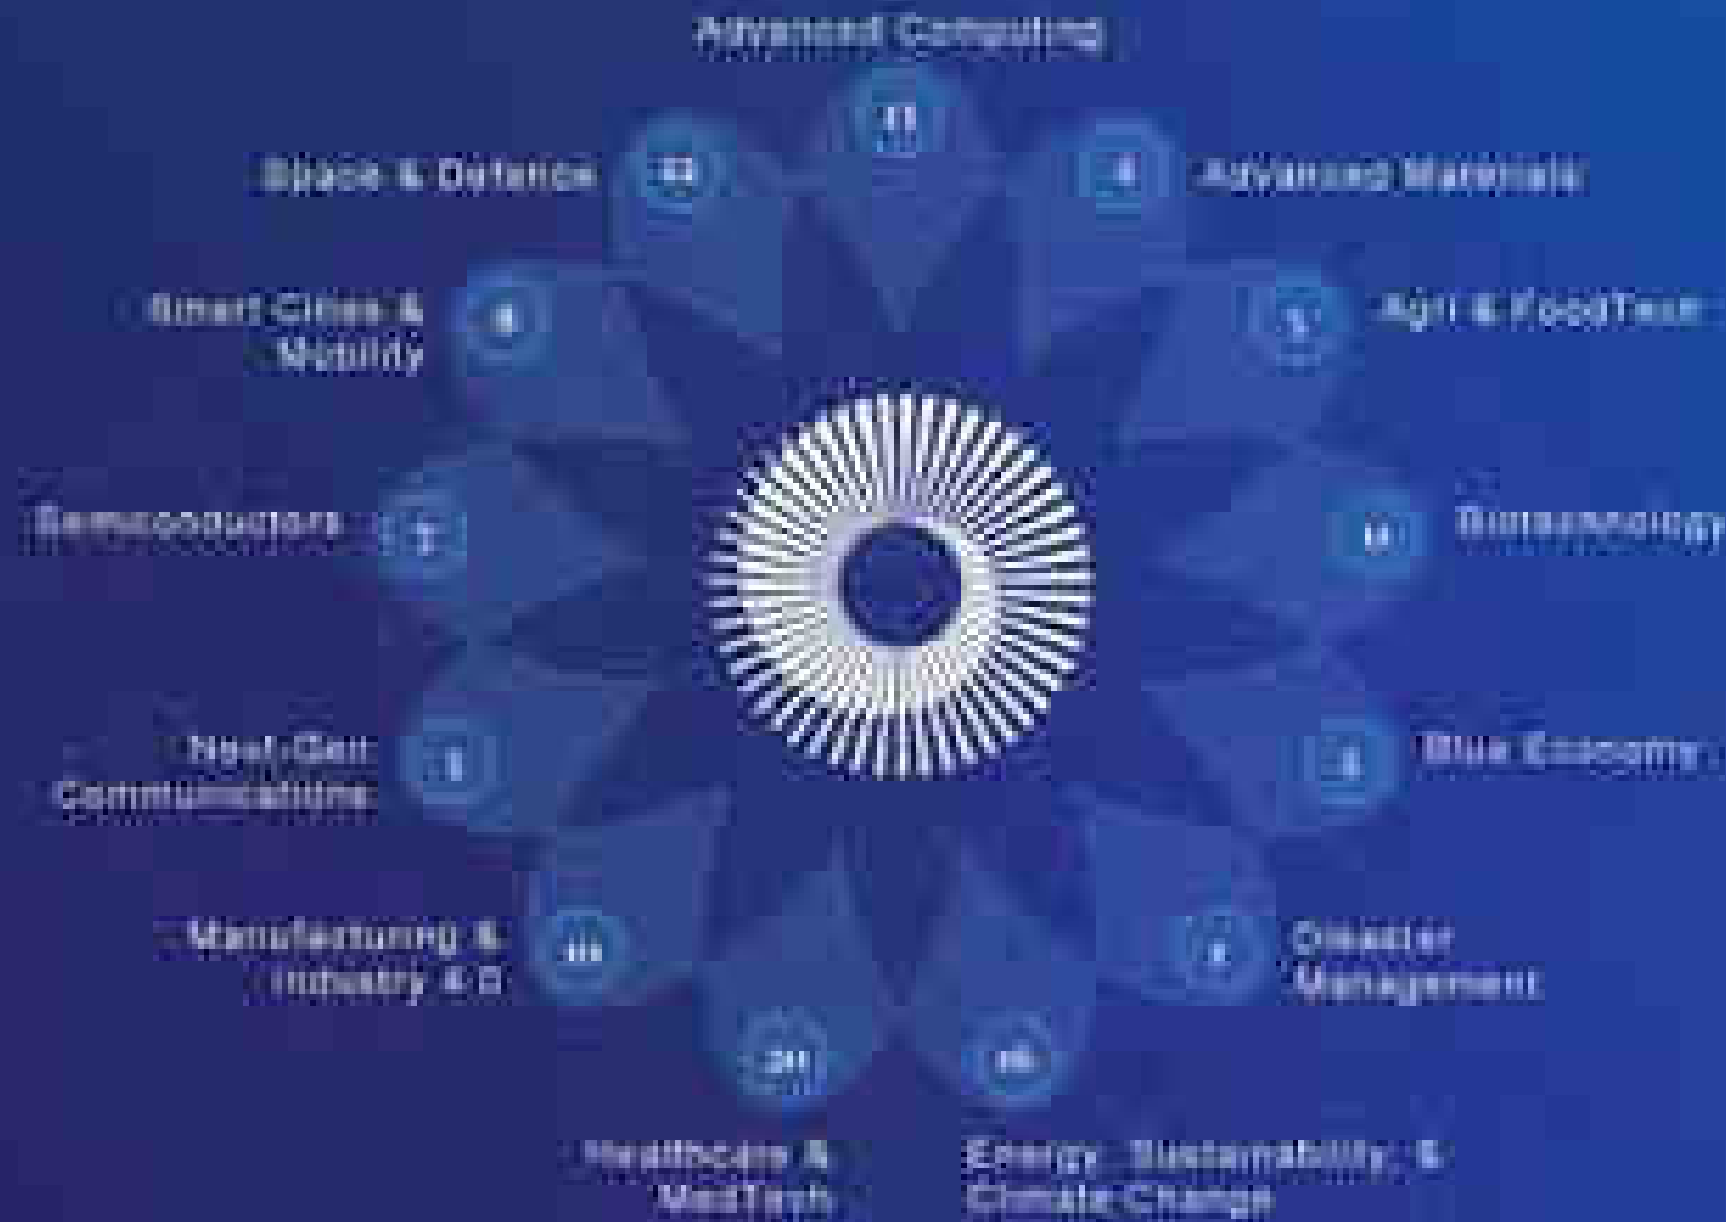 Advanced Computing
Space & Defence
Advanced Materials
Smart Cities &
Mobility
Agri & FoodTech
Semiconductors
Biotechnology
Next-Gen
Communications
Blue Economy
Manufacturing &
Industry 4.0
Disaster
Management
Healthcare &
MedTech
Energy, Sustainability, &
Climate Change